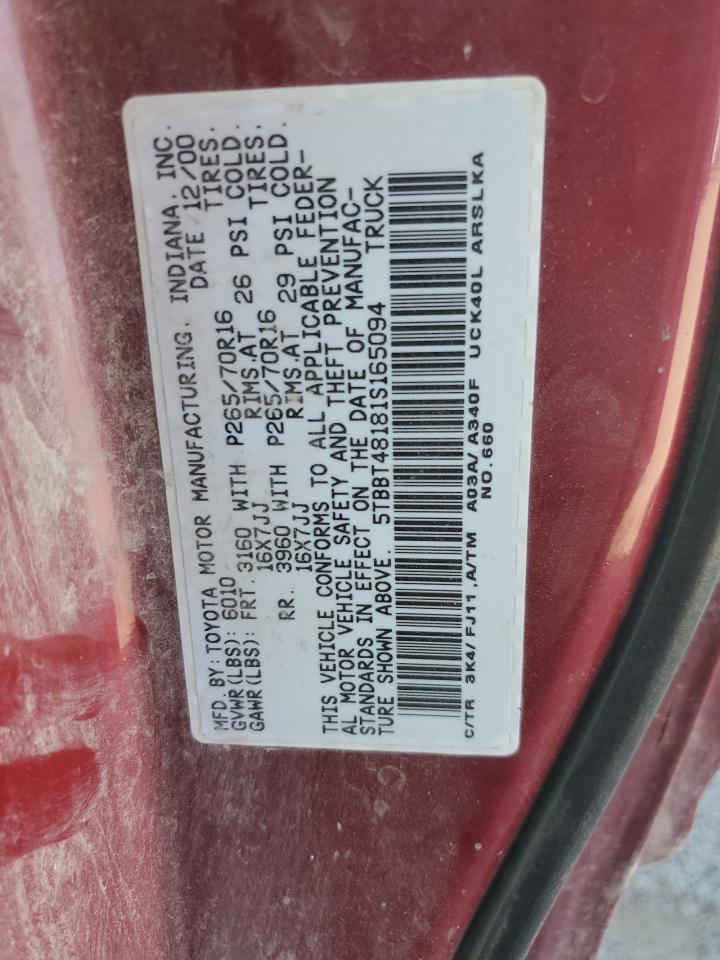 MFD. BY: TOYOTA MOTOR MANUFACTURING, INDIANA, INC.
GVWR(LBS): 6010 DATE 12/00
GAWR(LBS): FRT. 3160 WITH P265/70R16 TIRES.
16X7JJ RIMS.AT 26 PSI COLD.
RR. 3960 WITH P265/70R16 TIRES.
16X7JJ RIMS.AT 29 PSI COLD.
THIS VEHICLE CONFORMS TO ALL APPLICABLE FEDER-
AL MOTOR VEHICLE SAFETY AND THEFT PREVENTION
STANDARDS IN EFFECT ON THE DATE OF MANUFAC-
TURE SHOWN ABOVE. 5TBBT48181S165094 TRUCK
C/TR 3K4/FJ11,A/TM A03A/A340F UCK40L ARSLKA
NO.660